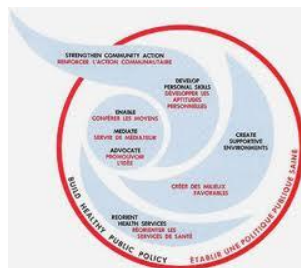 STRENGTHEN COMMUNITY ACTION
RENFORCER L'ACTION COMMUNAUTAIRE
DEVELOP
PERSONAL SKILLS
DÉVELOPPER LES
APTITUDES
PERSONNELLES
ENABLE
CONFÉRER LES MOYENS
MEDIATE
SERVIR DE MÉDIATEUR
ADVOCATE
PROMOUVOIR
L'IDÉE
CREATE
SUPPORTIVE
ENVIRONMENTS
CRÉER DES MILIEUX
FAVORABLES
REORIENT
HEALTH SERVICES
RÉORIENTER LES
SERVICES DE SANTÉ
BUILD HEALTHY PUBLIC POLICY
ÉTABLIR UNE POLITIQUE PUBLIQUE SAINE